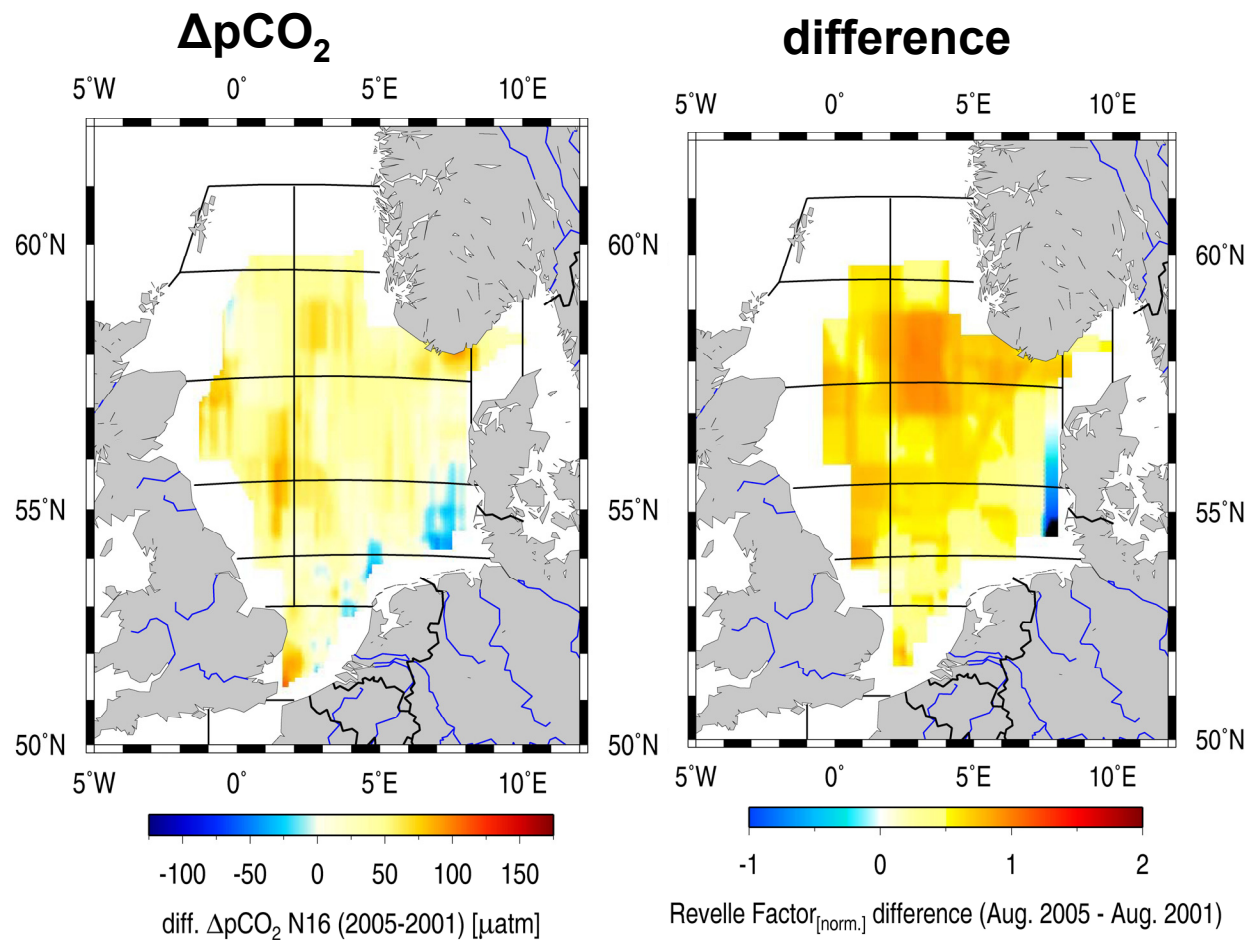 ΔpCO₂
difference
5˚W 0˚ 5˚E 10˚E
5˚W 0˚ 5˚E 10˚E
60˚N 60˚N
55˚N 55˚N 55˚N
50˚N 50˚N 50˚N
5˚W 0˚ 5˚E 10˚E
5˚W 0˚ 5˚E 10˚E
-100 -50 0 50 100 150
-1 0 1 2
diff. ΔpCO₂ N16 (2005-2001) [µatm]
Revelle Factor[norm.] difference (Aug. 2005 - Aug. 2001)